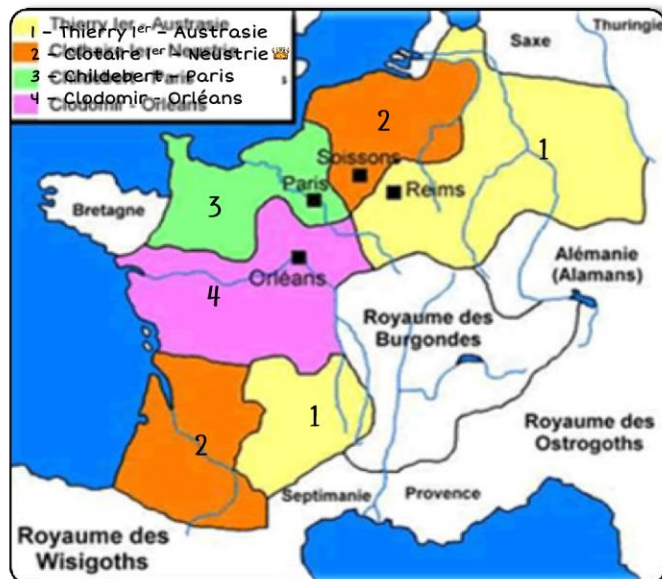 1 - Thierry 1er - Austrasie
2 - Clotaire 1er - Neustrie 👑
3 - Childebert - Paris
4 - Clodomir - Orléans
Thuringie
Saxe
2
1
Soissons
Paris
Reims
Bretagne
3
Alémanie
(Alamans)
Orléans
4
Royaume des
Burgondes
1
2
Royaume des
Ostrogoths
Septimanie
Provence
Royaume des
Wisigoths